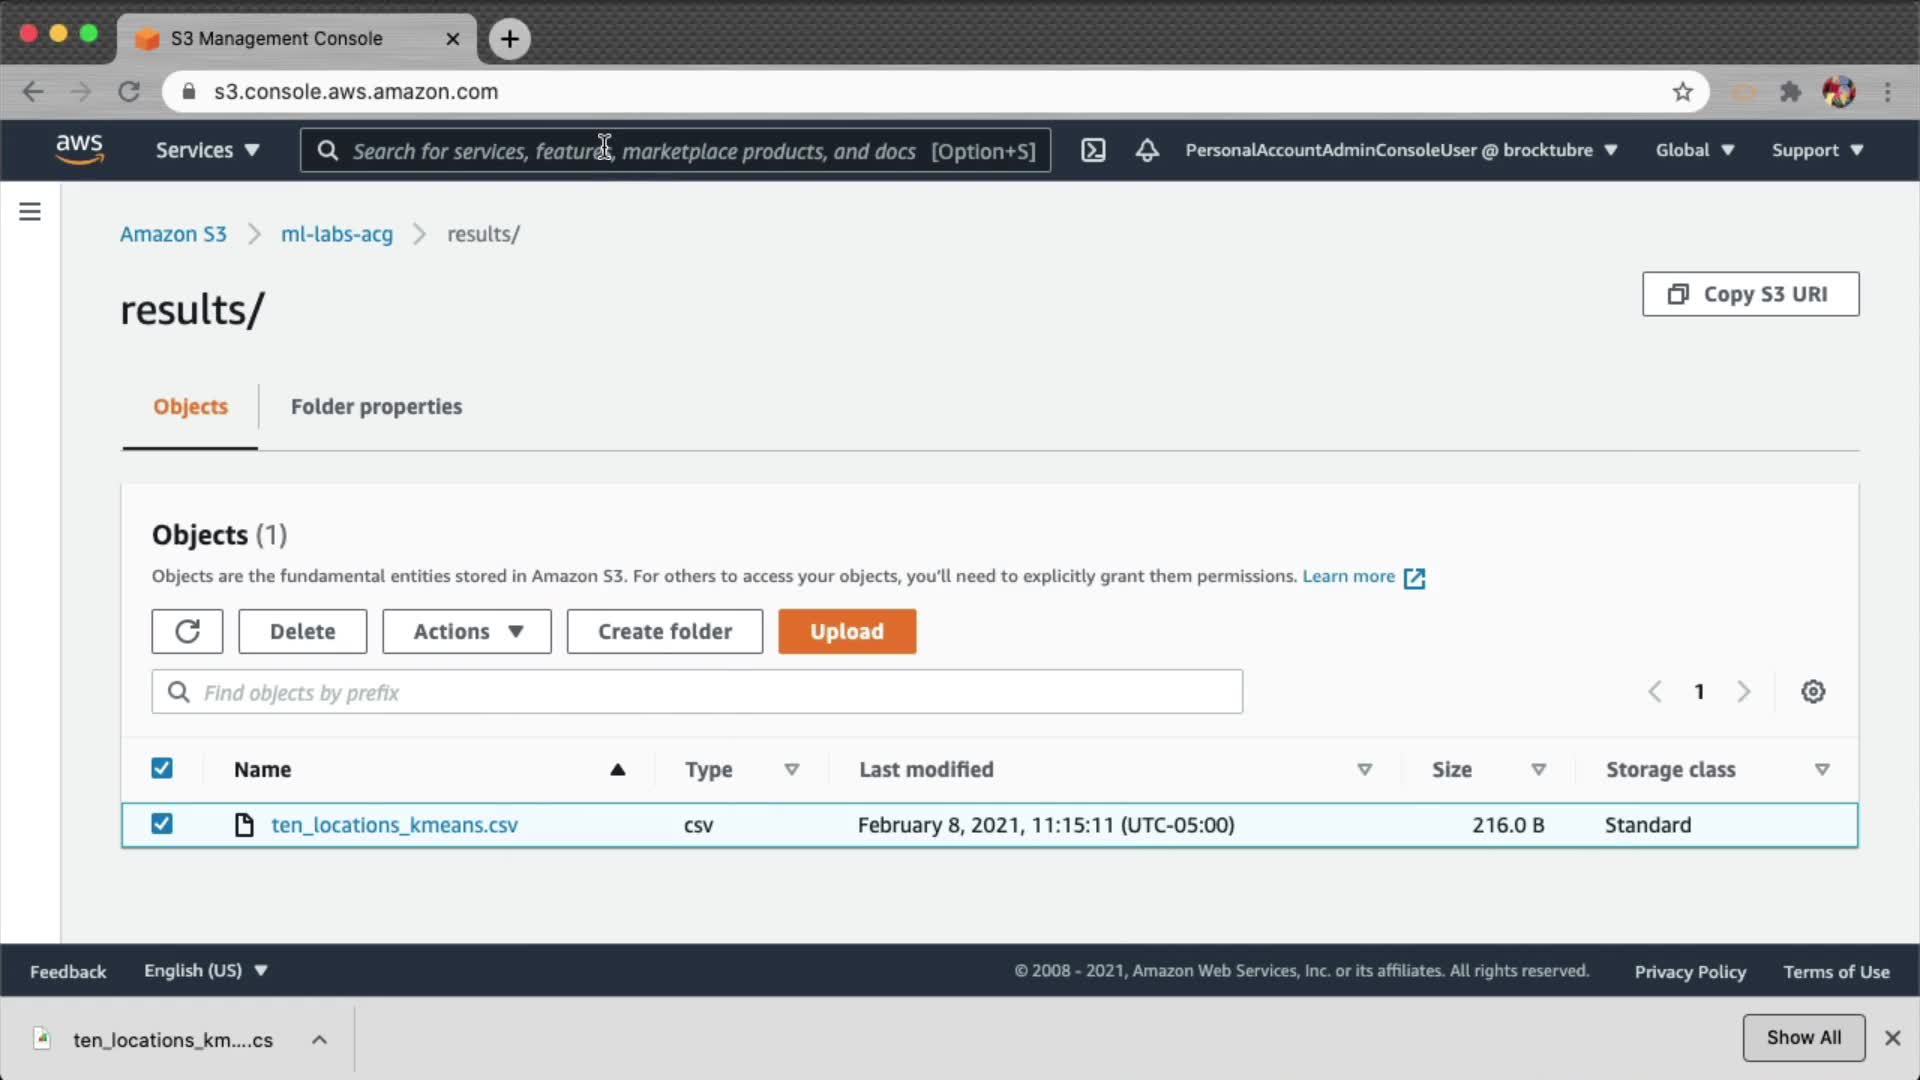 S3 Management Console
s3.console.aws.amazon.com
aws Services Search for services, features, marketplace products, and docs [Option+S] PersonalAccountAdminConsoleUser @ brocktubre Global Support
Amazon S3 ml-labs-acg results/
results/
Copy S3 URI
Objects Folder properties
Objects (1)
Objects are the fundamental entities stored in Amazon S3. For others to access your objects, you'll need to explicitly grant them permissions. Learn more
Delete Actions Create folder Upload
Find objects by prefix 1
Name Type Last modified Size Storage class
ten_locations_kmeans.csv csv February 8, 2021, 11:15:11 (UTC-05:00) 216.0 B Standard
Feedback English (US) © 2008 - 2021, Amazon Web Services, Inc. or its affiliates. All rights reserved. Privacy Policy Terms of Use
ten_locations_km....cs Show All